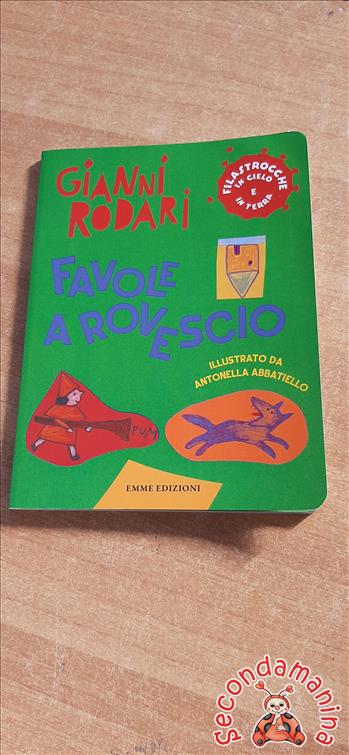 GIANNI
RODARI
FILASTROCCHE
IN CIELO
E
IN TERRA
FAVOLE
A ROVESCIO
ILLUSTRATO DA
ANTONELLA ABBATIELLO
PUM
EMME EDIZIONI
Secondamanina